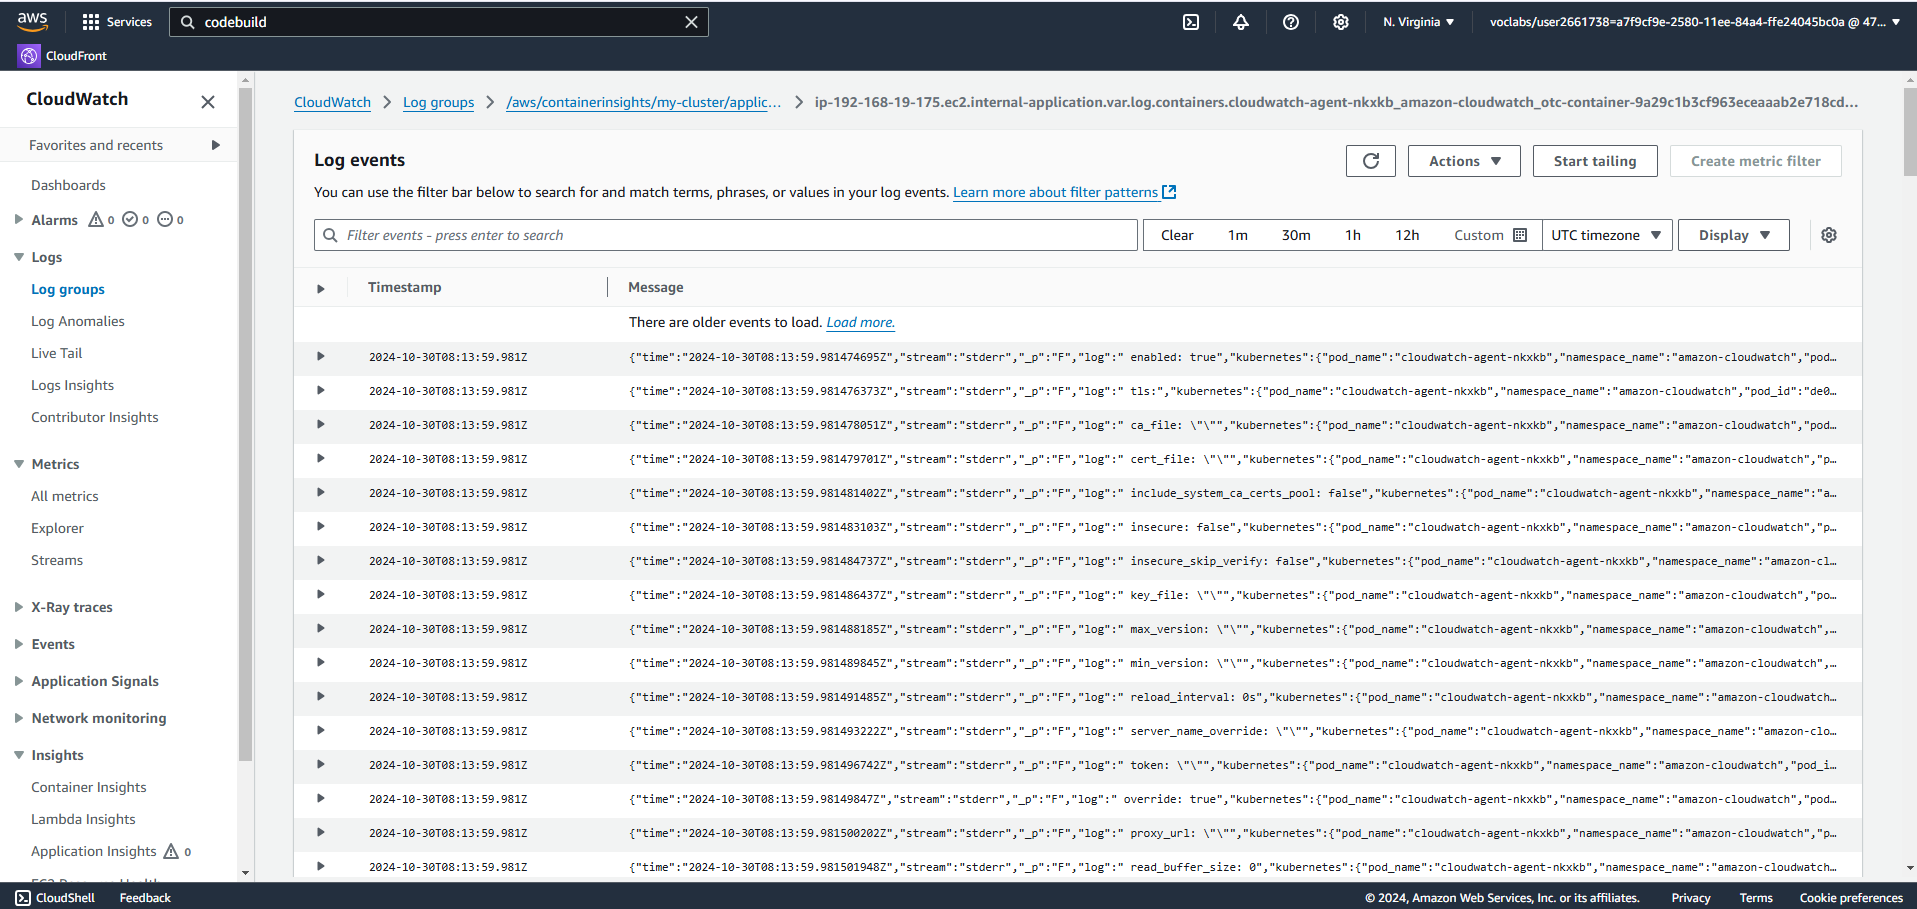 aws Services codebuild N. Virginia voclabs/user2661738=a7f9cf9e-2580-11ee-84a4-ffe24045bc0a @ 47...
CloudFront
CloudWatch
Favorites and recents
Dashboards
Alarms 0 0 0
Logs
Log groups
Log Anomalies
Live Tail
Logs Insights
Contributor Insights
Metrics
All metrics
Explorer
Streams
X-Ray traces
Events
Application Signals
Network monitoring
Insights
Container Insights
Lambda Insights
Application Insights 0
CloudWatch Log groups /aws/containerinsights/my-cluster/applic... ip-192-168-19-175.ec2.internal-application.var.log.containers.cloudwatch-agent-nkxkb_amazon-cloudwatch_otc-container-9a29c1b3cf963eceaaab2e718cd...
Log events
Actions Start tailing Create metric filter
You can use the filter bar below to search for and match terms, phrases, or values in your log events. Learn more about filter patterns
Filter events - press enter to search Clear 1m 30m 1h 12h Custom UTC timezone Display
Timestamp Message
There are older events to load. Load more.
2024-10-30T08:13:59.981Z {"time":"2024-10-30T08:13:59.981474695Z","stream":"stderr","_p":"F","log":" enabled: true","kubernetes":{"pod_name":"cloudwatch-agent-nkxkb","namespace_name":"amazon-cloudwatch","pod...
2024-10-30T08:13:59.981Z {"time":"2024-10-30T08:13:59.981476373Z","stream":"stderr","_p":"F","log":" tls:","kubernetes":{"pod_name":"cloudwatch-agent-nkxkb","namespace_name":"amazon-cloudwatch","pod_id":"de0...
2024-10-30T08:13:59.981Z {"time":"2024-10-30T08:13:59.981478051Z","stream":"stderr","_p":"F","log":" ca_file: \"\"","kubernetes":{"pod_name":"cloudwatch-agent-nkxkb","namespace_name":"amazon-cloudwatch","pod...
2024-10-30T08:13:59.981Z {"time":"2024-10-30T08:13:59.981479701Z","stream":"stderr","_p":"F","log":" cert_file: \"\"","kubernetes":{"pod_name":"cloudwatch-agent-nkxkb","namespace_name":"amazon-cloudwatch","p...
2024-10-30T08:13:59.981Z {"time":"2024-10-30T08:13:59.981481402Z","stream":"stderr","_p":"F","log":" include_system_ca_certs_pool: false","kubernetes":{"pod_name":"cloudwatch-agent-nkxkb","namespace_name":"a...
2024-10-30T08:13:59.981Z {"time":"2024-10-30T08:13:59.981483103Z","stream":"stderr","_p":"F","log":" insecure: false","kubernetes":{"pod_name":"cloudwatch-agent-nkxkb","namespace_name":"amazon-cloudwatch","p...
2024-10-30T08:13:59.981Z {"time":"2024-10-30T08:13:59.981484737Z","stream":"stderr","_p":"F","log":" insecure_skip_verify: false","kubernetes":{"pod_name":"cloudwatch-agent-nkxkb","namespace_name":"amazon-cl...
2024-10-30T08:13:59.981Z {"time":"2024-10-30T08:13:59.981486437Z","stream":"stderr","_p":"F","log":" key_file: \"\"","kubernetes":{"pod_name":"cloudwatch-agent-nkxkb","namespace_name":"amazon-cloudwatch","po...
2024-10-30T08:13:59.981Z {"time":"2024-10-30T08:13:59.981488185Z","stream":"stderr","_p":"F","log":" max_version: \"\"","kubernetes":{"pod_name":"cloudwatch-agent-nkxkb","namespace_name":"amazon-cloudwatch",...
2024-10-30T08:13:59.981Z {"time":"2024-10-30T08:13:59.981489845Z","stream":"stderr","_p":"F","log":" min_version: \"\"","kubernetes":{"pod_name":"cloudwatch-agent-nkxkb","namespace_name":"amazon-cloudwatch",...
2024-10-30T08:13:59.981Z {"time":"2024-10-30T08:13:59.981491485Z","stream":"stderr","_p":"F","log":" reload_interval: 0s","kubernetes":{"pod_name":"cloudwatch-agent-nkxkb","namespace_name":"amazon-cloudwatch...
2024-10-30T08:13:59.981Z {"time":"2024-10-30T08:13:59.981493222Z","stream":"stderr","_p":"F","log":" server_name_override: \"\"","kubernetes":{"pod_name":"cloudwatch-agent-nkxkb","namespace_name":"amazon-clo...
2024-10-30T08:13:59.981Z {"time":"2024-10-30T08:13:59.981496742Z","stream":"stderr","_p":"F","log":" token: \"\"","kubernetes":{"pod_name":"cloudwatch-agent-nkxkb","namespace_name":"amazon-cloudwatch","pod_i...
2024-10-30T08:13:59.981Z {"time":"2024-10-30T08:13:59.98149847Z","stream":"stderr","_p":"F","log":" override: true","kubernetes":{"pod_name":"cloudwatch-agent-nkxkb","namespace_name":"amazon-cloudwatch","pod...
2024-10-30T08:13:59.981Z {"time":"2024-10-30T08:13:59.981500202Z","stream":"stderr","_p":"F","log":" proxy_url: \"\"","kubernetes":{"pod_name":"cloudwatch-agent-nkxkb","namespace_name":"amazon-cloudwatch","p...
2024-10-30T08:13:59.981Z {"time":"2024-10-30T08:13:59.981501948Z","stream":"stderr","_p":"F","log":" read_buffer_size: 0","kubernetes":{"pod_name":"cloudwatch-agent-nkxkb","namespace_name":"amazon-cloudwatch...
CloudShell Feedback © 2024, Amazon Web Services, Inc. or its affiliates. Privacy Terms Cookie preferences